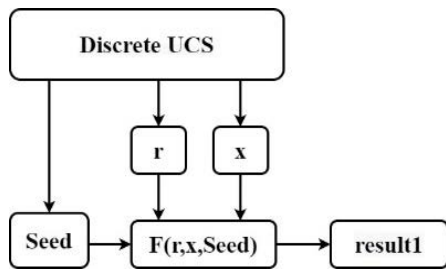 Discrete UCS
r
x
Seed
F(r,x,Seed)
result1